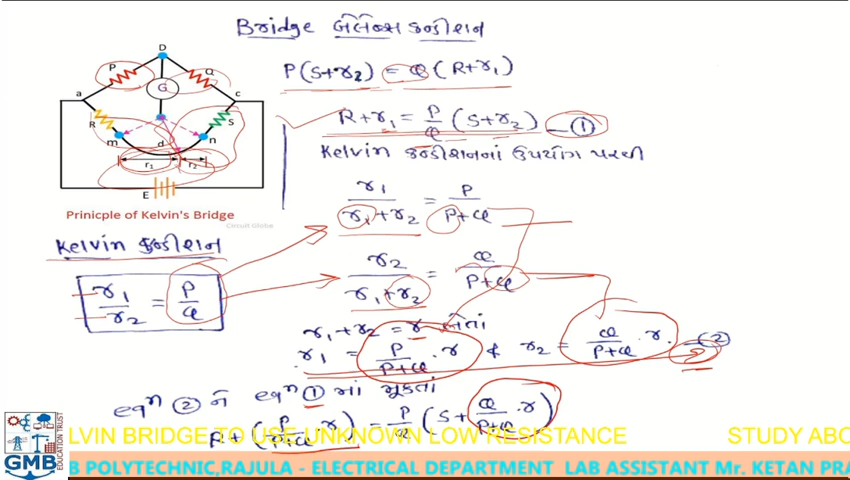 Bridge બેલેન્સ કન્ડીશન
P(S+r2) = Q(R+r1)
R+r1 = P/Q (S+r2) — ①
Kelvin કન્ડીશનનાં ઉપયોગ પરથી
r1/(r1+r2) = P/(P+Q)
r2/(r1+r2) = Q/(P+Q)
r1+r2 = r લેતાં
r1 = P/(P+Q) . r & r2 = Q/(P+Q) . r — ②
eqn ② ને eqn ① માં મૂકતાં
R + (P/(P+Q) . r) = P/Q (S + Q/(P+Q) . r)
D
P
Q
G
a
c
R
S
m
d
n
r1
r2
E
Prinicple of Kelvin's Bridge
Circuit Globe
Kelvin કન્ડીશન
r1/r2 = P/Q
LVIN BRIDGE TO USE UNKNOWN LOW RESISTANCE STUDY ABO
GMB
EDUCATION TRUST
B POLYTECHNIC,RAJULA - ELECTRICAL DEPARTMENT LAB ASSISTANT Mr. KETAN PRA